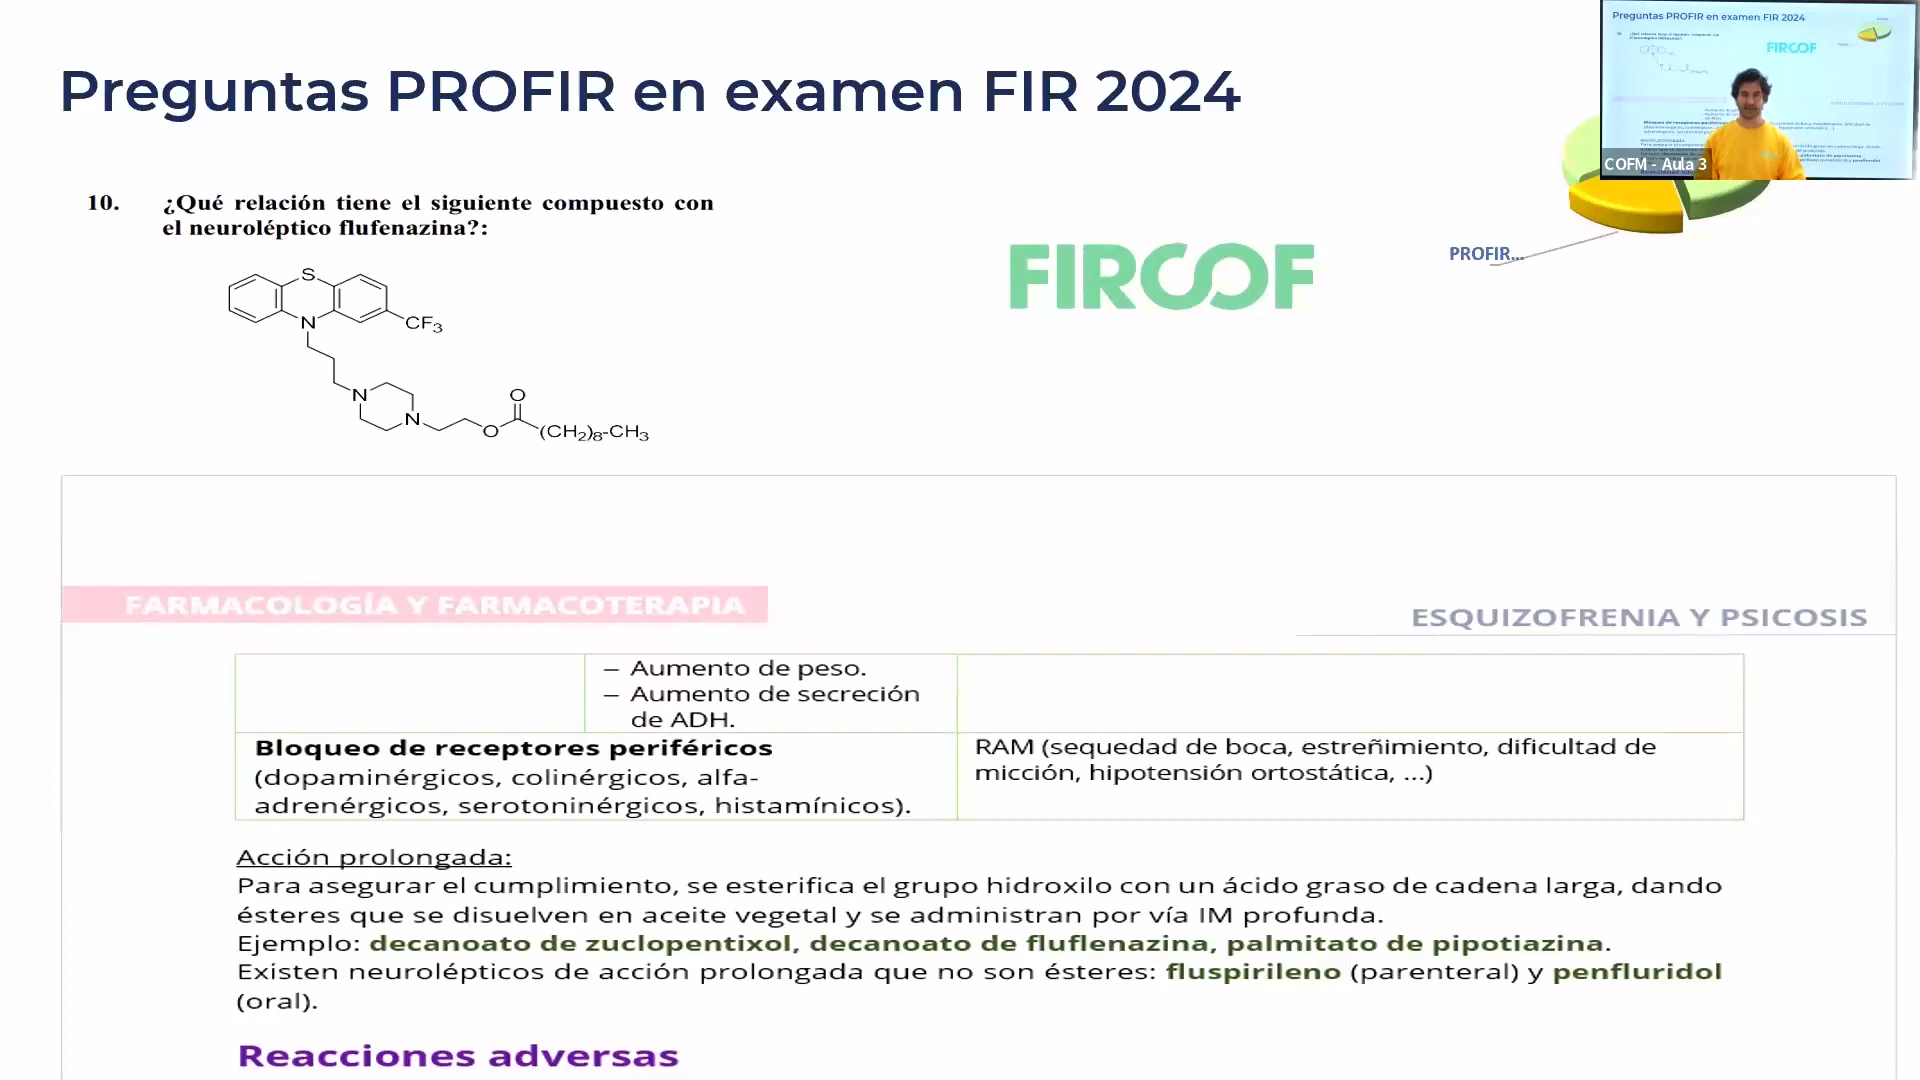 Preguntas PROFIR en examen FIR 2024
Preguntas PROFIR en examen FIR 2024
FIRCOF
COFM - Aula 3
10. ¿Qué relación tiene el siguiente compuesto con
el neuroléptico flufenazina?:
S
N
CF3
N
N
O
O
(CH2)8-CH3
FIRCOF
PROFIR...
FARMACOLOGÍA Y FARMACOTERAPIA
ESQUIZOFRENIA Y PSICOSIS
– Aumento de peso.
– Aumento de secreción
de ADH.
Bloqueo de receptores periféricos
(dopaminérgicos, colinérgicos, alfa-
adrenérgicos, serotoninérgicos, histamínicos).
RAM (sequedad de boca, estreñimiento, dificultad de
micción, hipotensión ortostática, ...)
Acción prolongada:
Para asegurar el cumplimiento, se esterifica el grupo hidroxilo con un ácido graso de cadena larga, dando
ésteres que se disuelven en aceite vegetal y se administran por vía IM profunda.
Ejemplo: decanoato de zuclopentixol, decanoato de fluflenazina, palmitato de pipotiazina.
Existen neurolépticos de acción prolongada que no son ésteres: fluspirileno (parenteral) y penfluridol
(oral).
Reacciones adversas